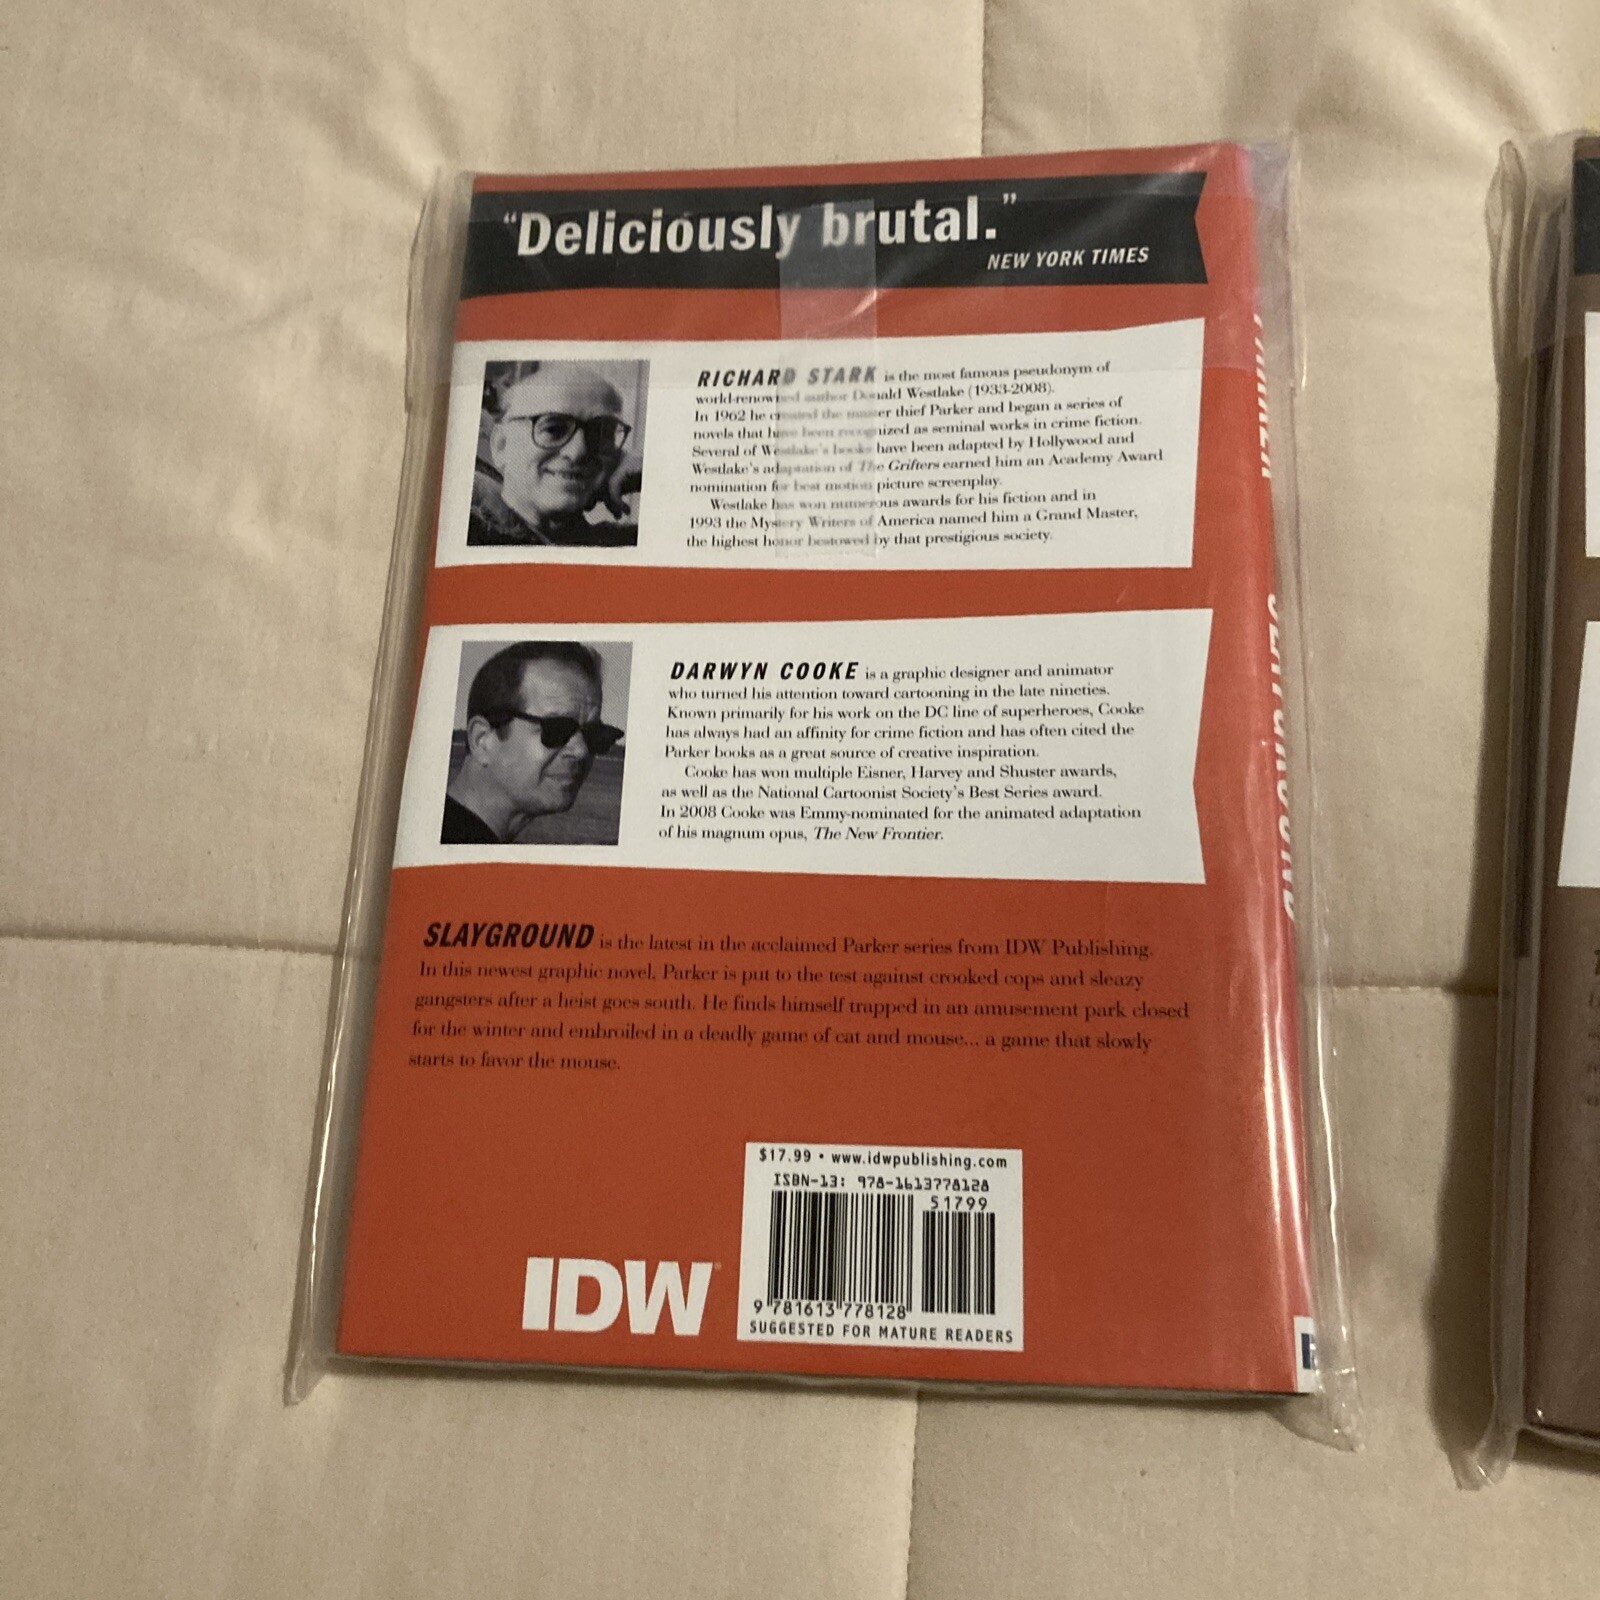 “Deliciously brutal.”
NEW YORK TIMES
RICHARD STARK is the most famous pseudonym of
world-renowned author Donald Westlake (1933-2008).
In 1962 he created the master thief Parker and began a series of
novels that have been recognized as seminal works in crime fiction.
Several of Westlake's books have been adapted by Hollywood and
Westlake's adaptation of The Grifters earned him an Academy Award
nomination for best motion picture screenplay.
Westlake has won numerous awards for his fiction and in
1993 the Mystery Writers of America named him a Grand Master,
the highest honor bestowed by that prestigious society.
DARWYN COOKE is a graphic designer and animator
who turned his attention toward cartooning in the late nineties.
Known primarily for his work on the DC line of superheroes, Cooke
has always had an affinity for crime fiction and has often cited the
Parker books as a great source of creative inspiration.
Cooke has won multiple Eisner, Harvey and Shuster awards,
as well as the National Cartoonist Society's Best Series award.
In 2008 Cooke was Emmy-nominated for the animated adaptation
of his magnum opus, The New Frontier.
SLAYGROUND is the latest in the acclaimed Parker series from IDW Publishing.
In this newest graphic novel, Parker is put to the test against crooked cops and sleazy
gangsters after a heist goes south. He finds himself trapped in an amusement park closed
for the winter and embroiled in a deadly game of cat and mouse... a game that slowly
starts to favor the mouse.
$17.99 • www.idwpublishing.com
ISBN-13: 978-1613778128
51799
9 781613 778128
SUGGESTED FOR MATURE READERS
IDW